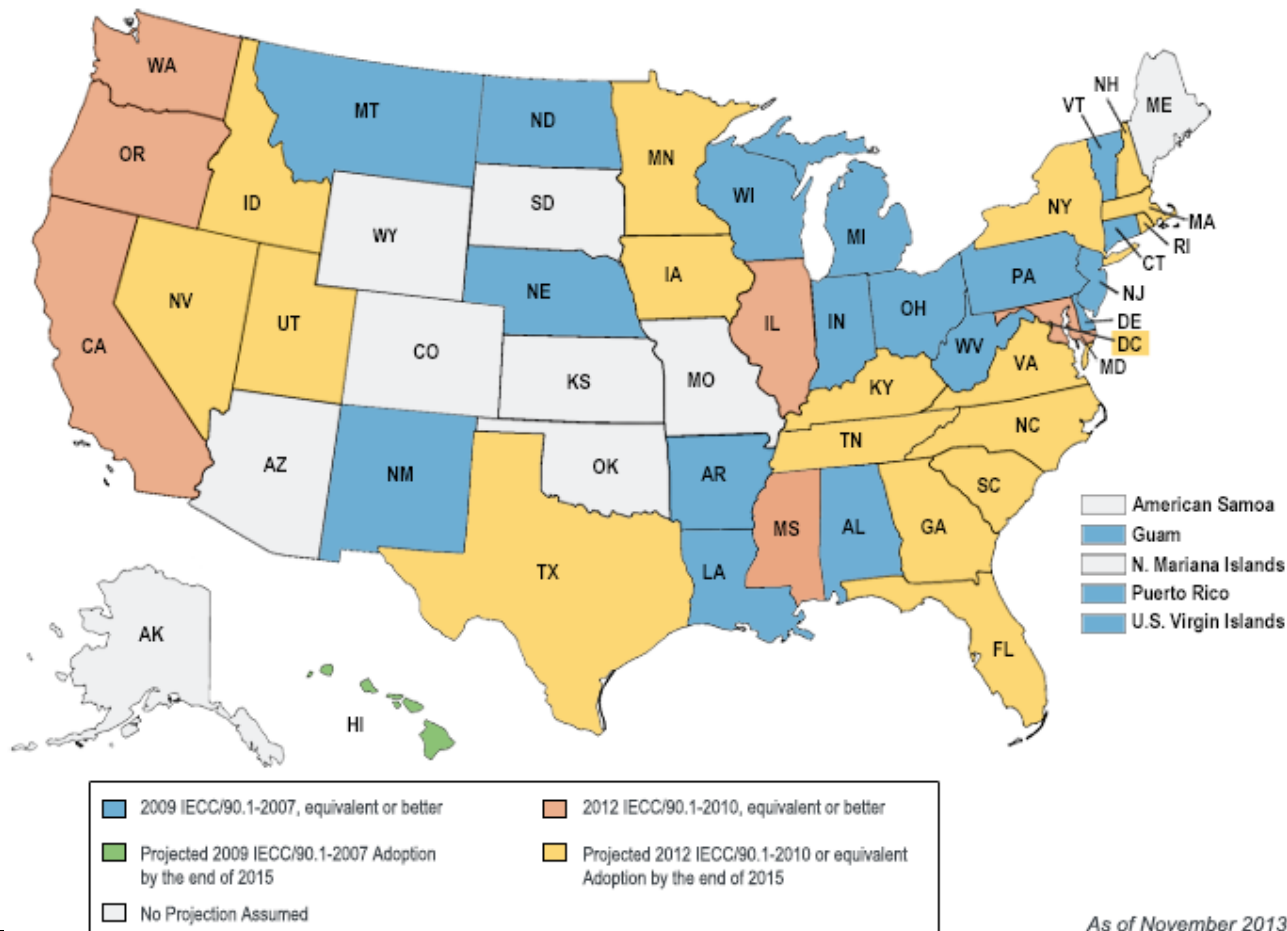 WA
MT
ND
OR
ID
WY
SD
MN
WI
MI
NY
VT
NH
ME
MA
RI
CT
NJ
DE
DC
MD
PA
CA
NV
UT
CO
NE
IA
IL
IN
OH
WV
VA
KS
MO
KY
TN
NC
SC
AZ
NM
OK
AR
MS
AL
GA
TX
LA
FL
AK
HI
American Samoa
Guam
N. Mariana Islands
Puerto Rico
U.S. Virgin Islands
2009 IECC/90.1-2007, equivalent or better
Projected 2009 IECC/90.1-2007 Adoption
by the end of 2015
No Projection Assumed
2012 IECC/90.1-2010, equivalent or better
Projected 2012 IECC/90.1-2010 or equivalent
Adoption by the end of 2015
As of November 2013